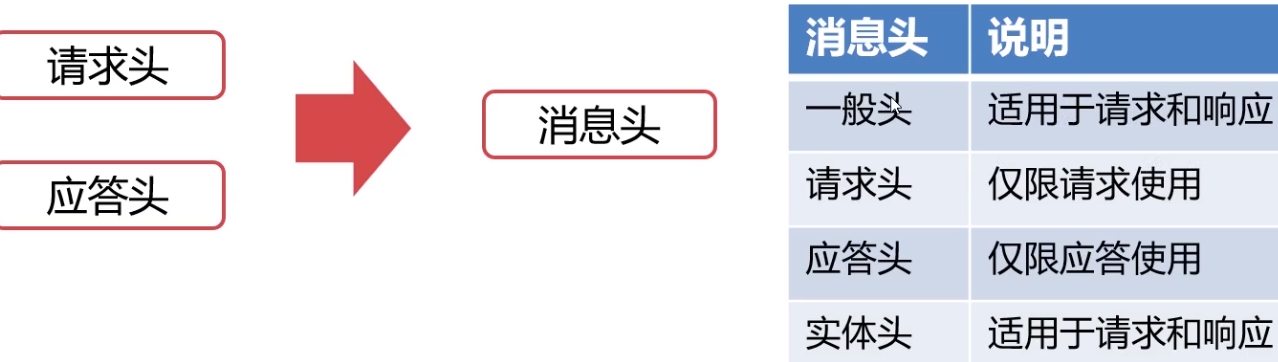 请求头
应答头
消息头
消息头 说明
一般头 适用于请求和响应
请求头 仅限请求使用
应答头 仅限应答使用
实体头 适用于请求和响应